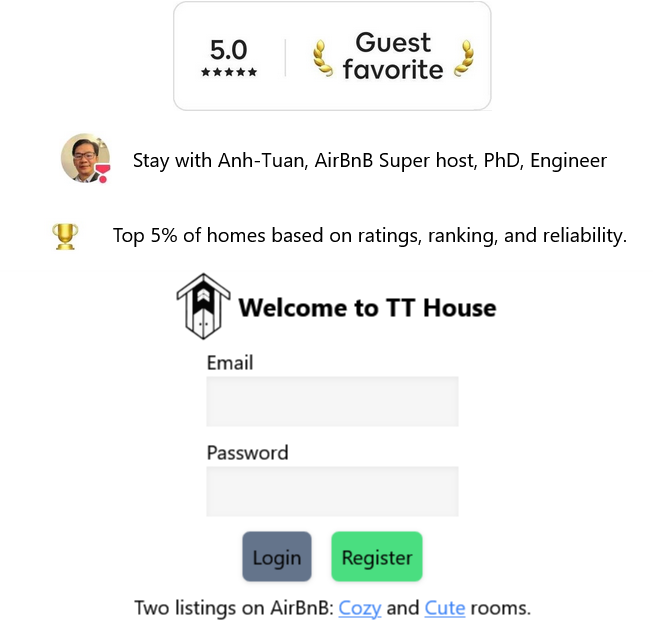 5.0
★★★★★
Guest
favorite
Stay with Anh-Tuan, AirBnB Super host, PhD, Engineer
Top 5% of homes based on ratings, ranking, and reliability.
Welcome to TT House
Email
Password
Login Register
Two listings on AirBnB: Cozy and Cute rooms.